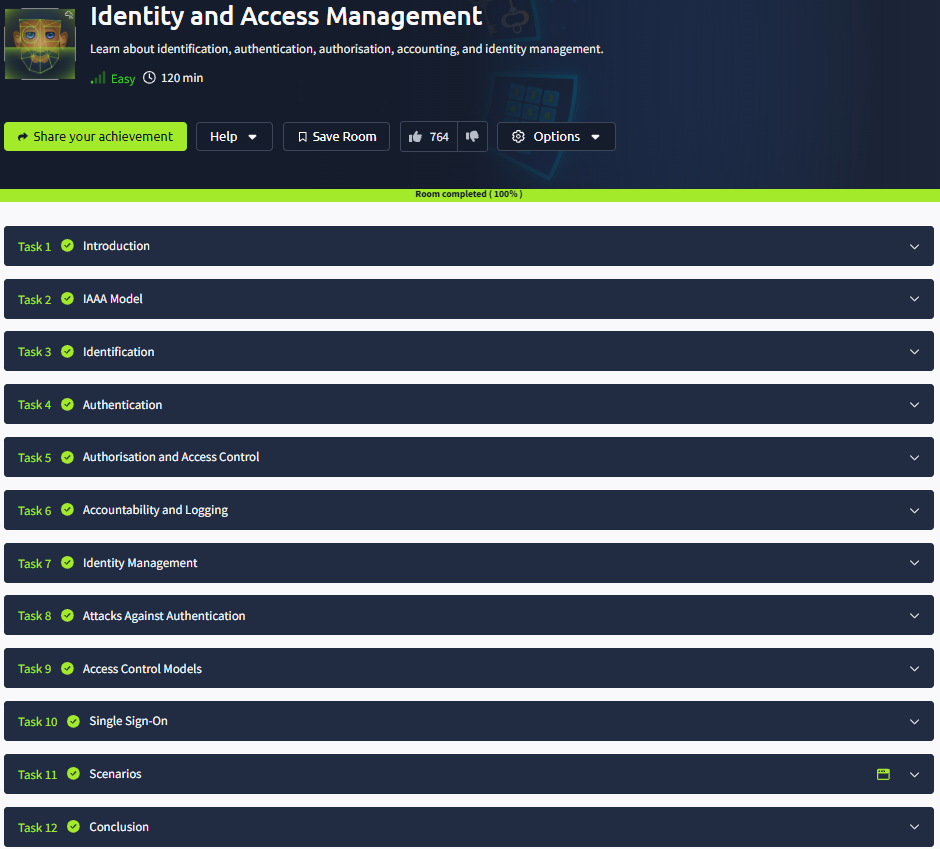 Identity and Access Management
Learn about identification, authentication, authorisation, accounting, and identity management.
Easy 120 min
Share your achievement Help Save Room 764 Options
Room completed ( 100% )
Task 1 Introduction
Task 2 IAAA Model
Task 3 Identification
Task 4 Authentication
Task 5 Authorisation and Access Control
Task 6 Accountability and Logging
Task 7 Identity Management
Task 8 Attacks Against Authentication
Task 9 Access Control Models
Task 10 Single Sign-On
Task 11 Scenarios
Task 12 Conclusion